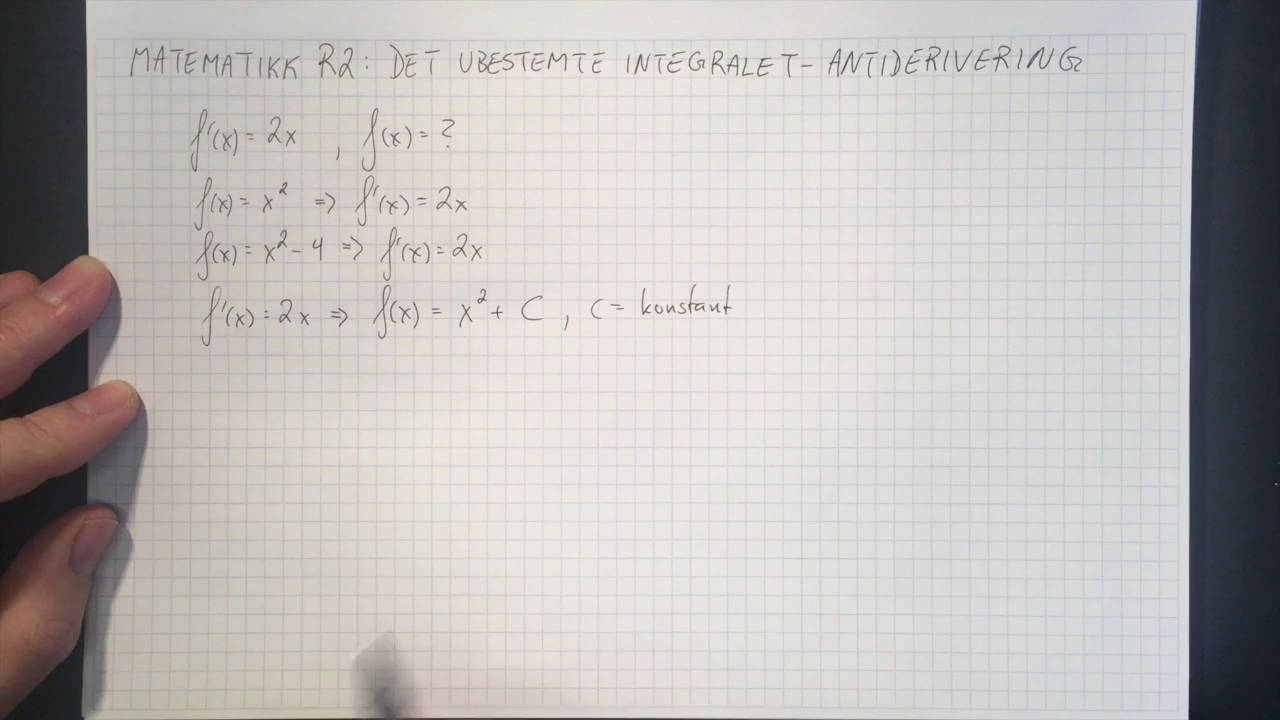 MATEMATIKK R2: DET UBESTEMTE INTEGRALET - ANTIDERIVERING
f'(x) = 2x , f(x) = ?
f(x) = x² => f'(x) = 2x
f(x) = x² - 4 => f'(x) = 2x
f'(x) = 2x => f(x) = x² + C , C = konstant